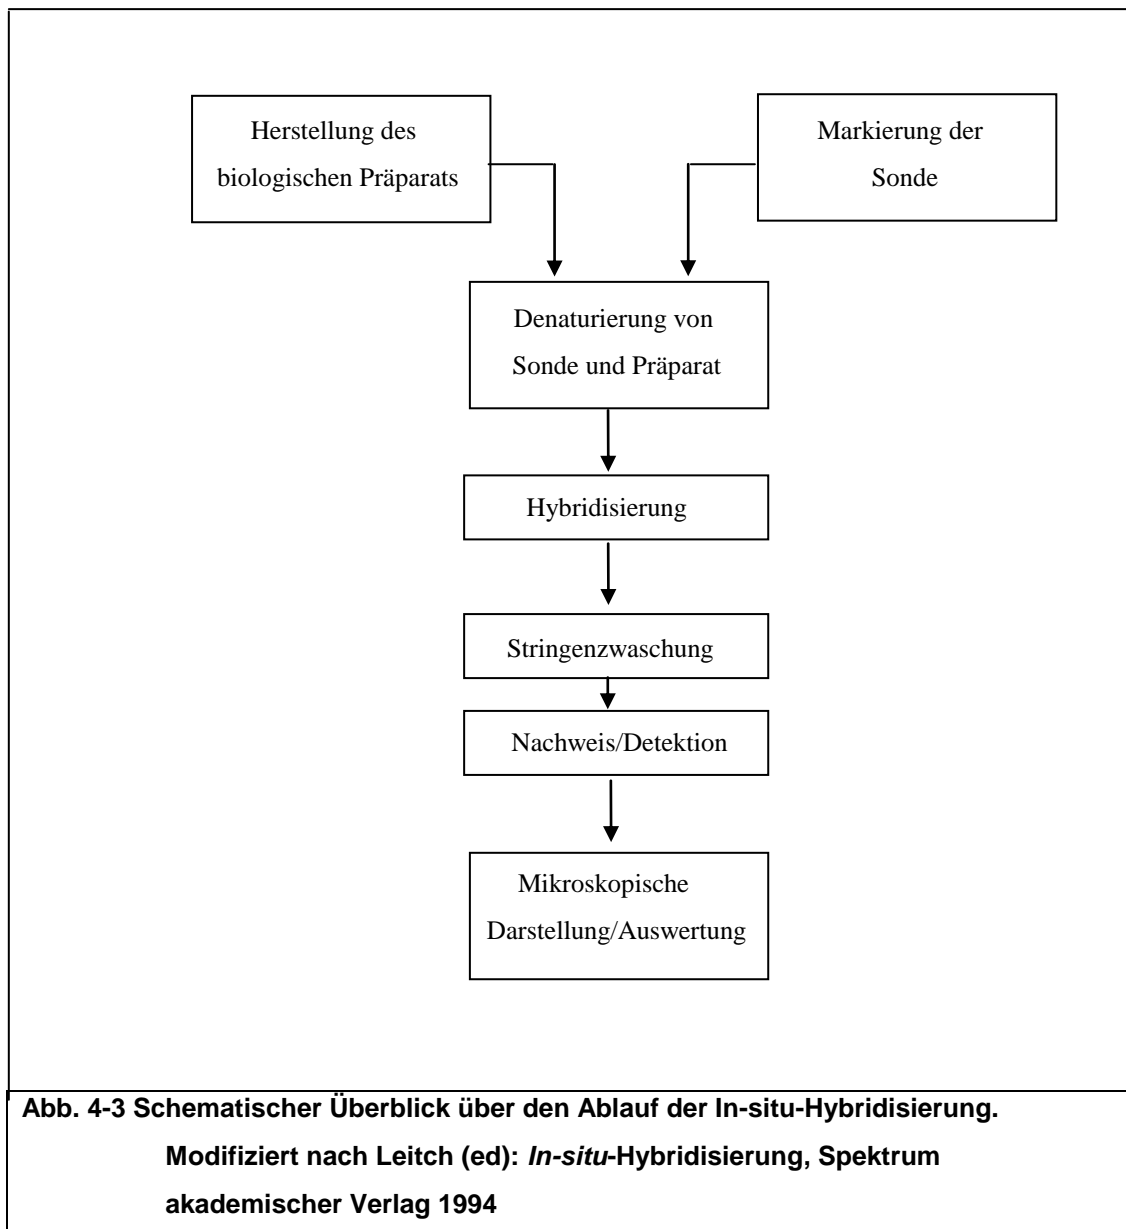 Herstellung des
biologischen Präparats
Markierung der
Sonde
Denaturierung von
Sonde und Präparat
Hybridisierung
Stringenzwaschung
Nachweis/Detektion
Mikroskopische
Darstellung/Auswertung
Abb. 4-3 Schematischer Überblick über den Ablauf der In-situ-Hybridisierung.
Modifiziert nach Leitch (ed): In-situ-Hybridisierung, Spektrum
akademischer Verlag 1994